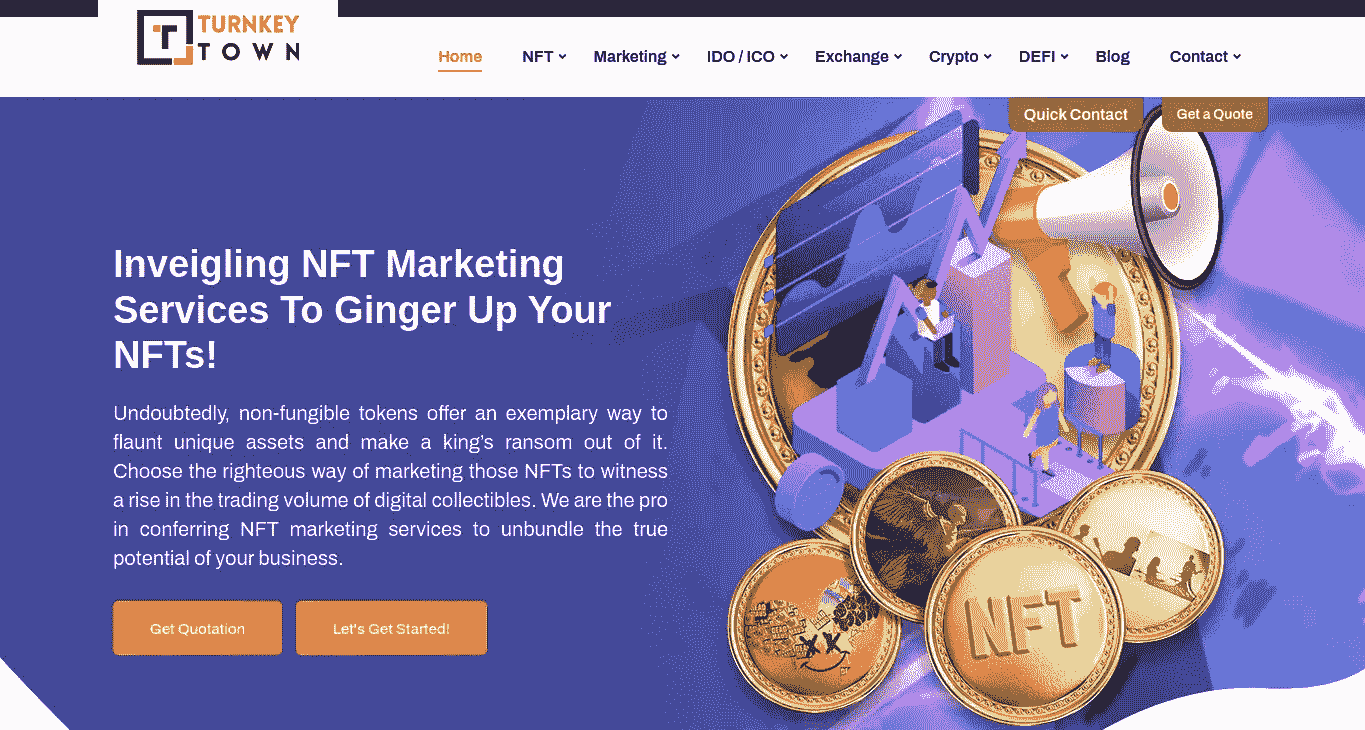 TURNKEY
TOWN
Home NFT Marketing IDO / ICO Exchange Crypto DEFI Blog Contact
Quick Contact Get a Quote
Inveigling NFT Marketing
Services To Ginger Up Your
NFTs!
Undoubtedly, non-fungible tokens offer an exemplary way to
flaunt unique assets and make a king's ransom out of it.
Choose the righteous way of marketing those NFTs to witness
a rise in the trading volume of digital collectibles. We are the pro
in conferring NFT marketing services to unbundle the true
potential of your business.
Get Quotation Let's Get Started!
NFT